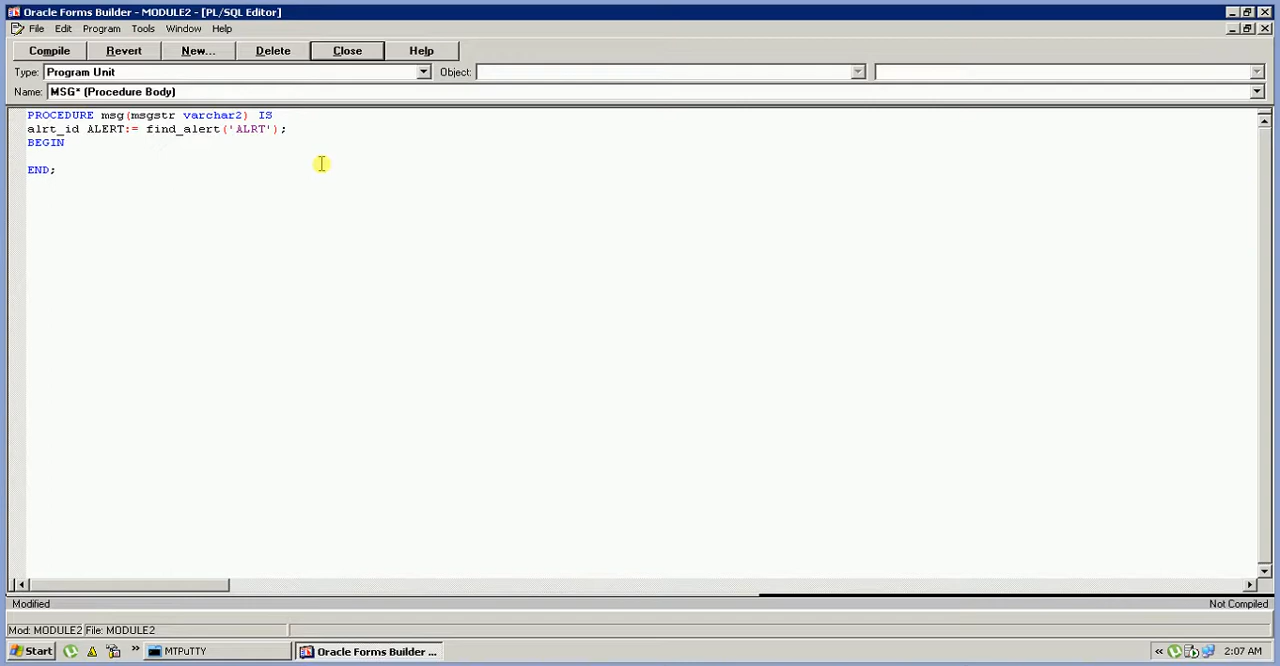 Oracle Forms Builder - MODULE2 - [PL/SQL Editor]
File Edit Program Tools Window Help
Compile Revert New... Delete Close Help
Type: Program Unit Object:
Name: MSG* (Procedure Body)
PROCEDURE msg(msgstr varchar2) IS
alrt_id ALERT:= find_alert('ALRT');
BEGIN
END;
Modified Not Compiled
Mod: MODULE2 File: MODULE2
Start » MTPuTTY Oracle Forms Builder ... « 2:07 AM